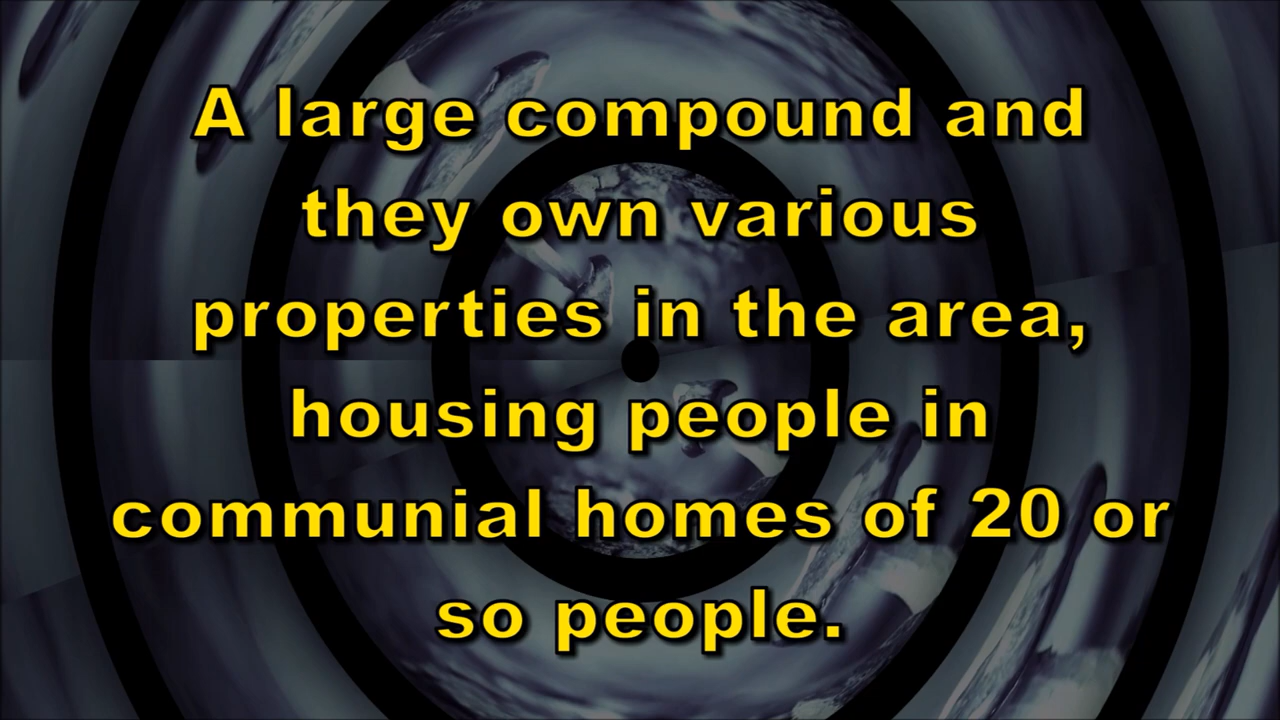 A large compound and
they own various
properties in the area,
housing people in
communial homes of 20 or
so people.